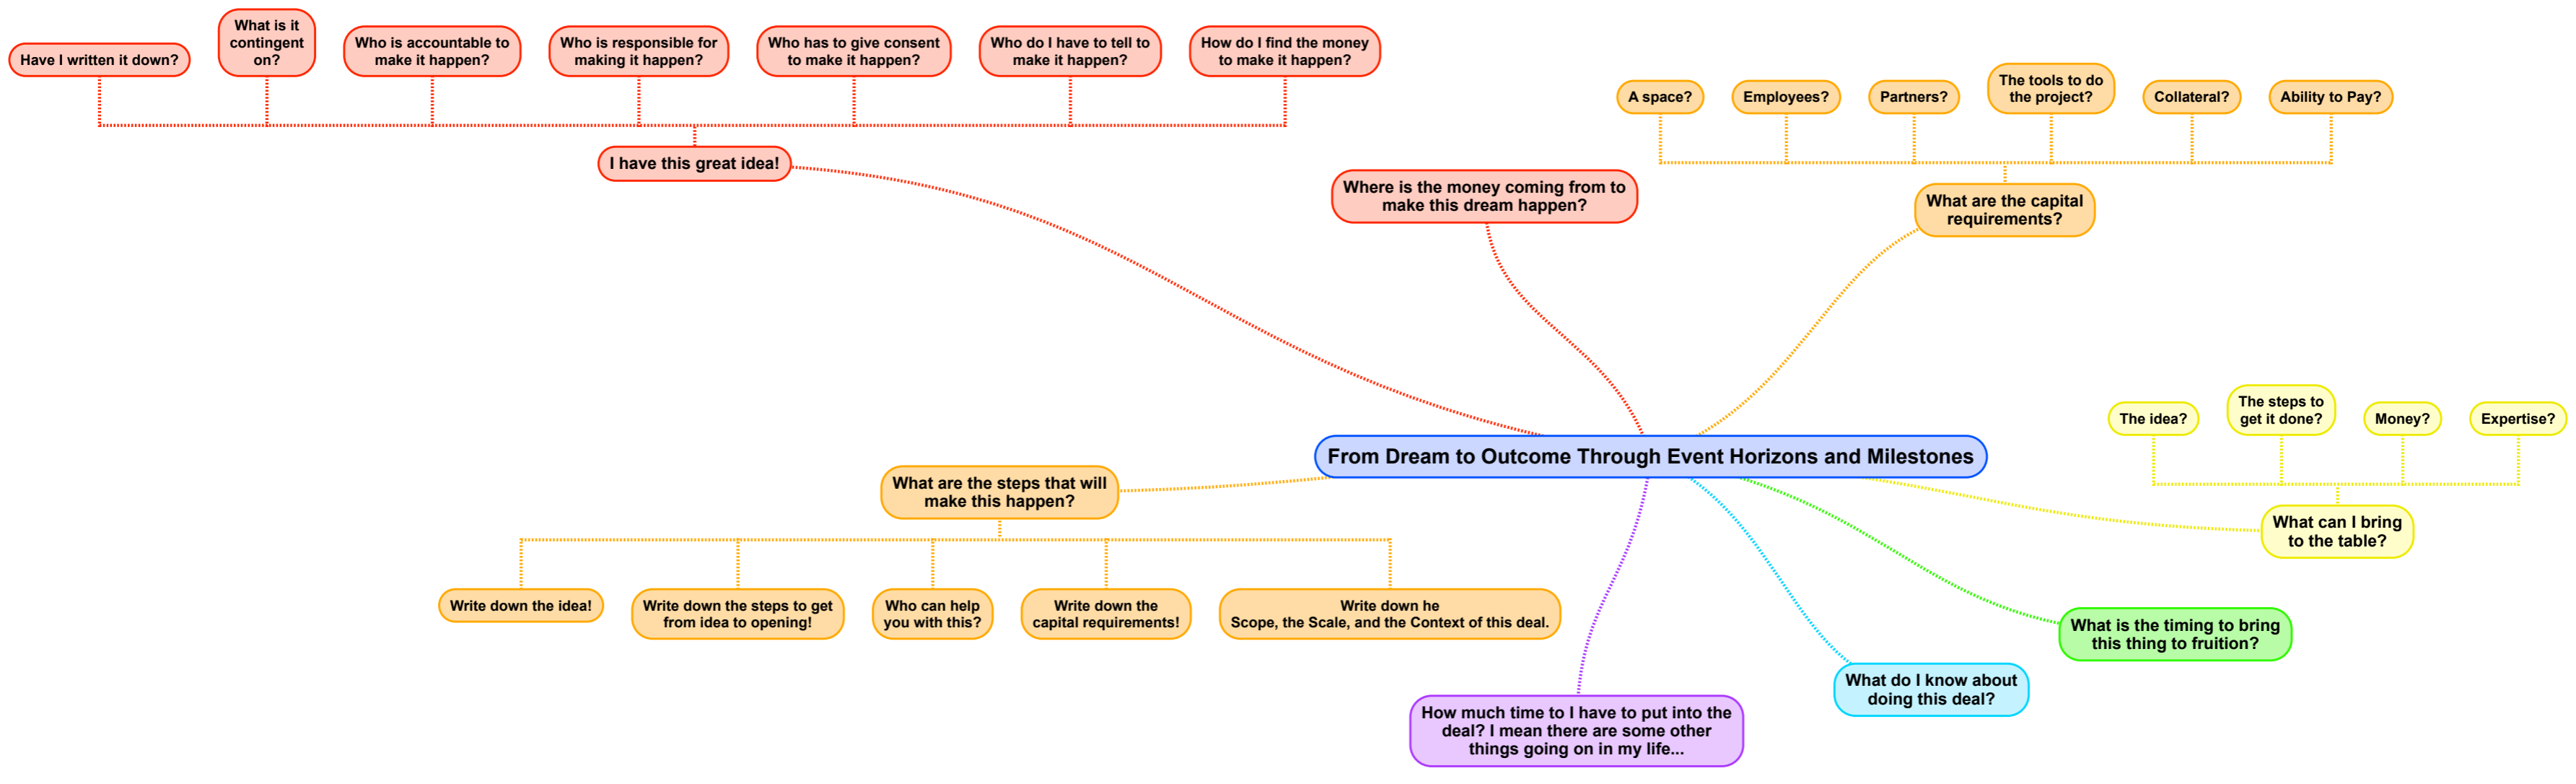 Have I written it down?
What is it
contingent
on?
Who is accountable to
make it happen?
Who is responsible for
making it happen?
Who has to give consent
to make it happen?
Who do I have to tell to
make it happen?
How do I find the money
to make it happen?
I have this great idea!
Where is the money coming from to
make this dream happen?
A space?
Employees?
Partners?
The tools to do
the project?
Collateral?
Ability to Pay?
What are the capital
requirements?
From Dream to Outcome Through Event Horizons and Milestones
The idea?
The steps to
get it done?
Money?
Expertise?
What can I bring
to the table?
What are the steps that will
make this happen?
Write down the idea!
Write down the steps to get
from idea to opening!
Who can help
you with this?
Write down the
capital requirements!
Write down he
Scope, the Scale, and the Context of this deal.
What is the timing to bring
this thing to fruition?
What do I know about
doing this deal?
How much time to I have to put into the
deal? I mean there are some other
things going on in my life...